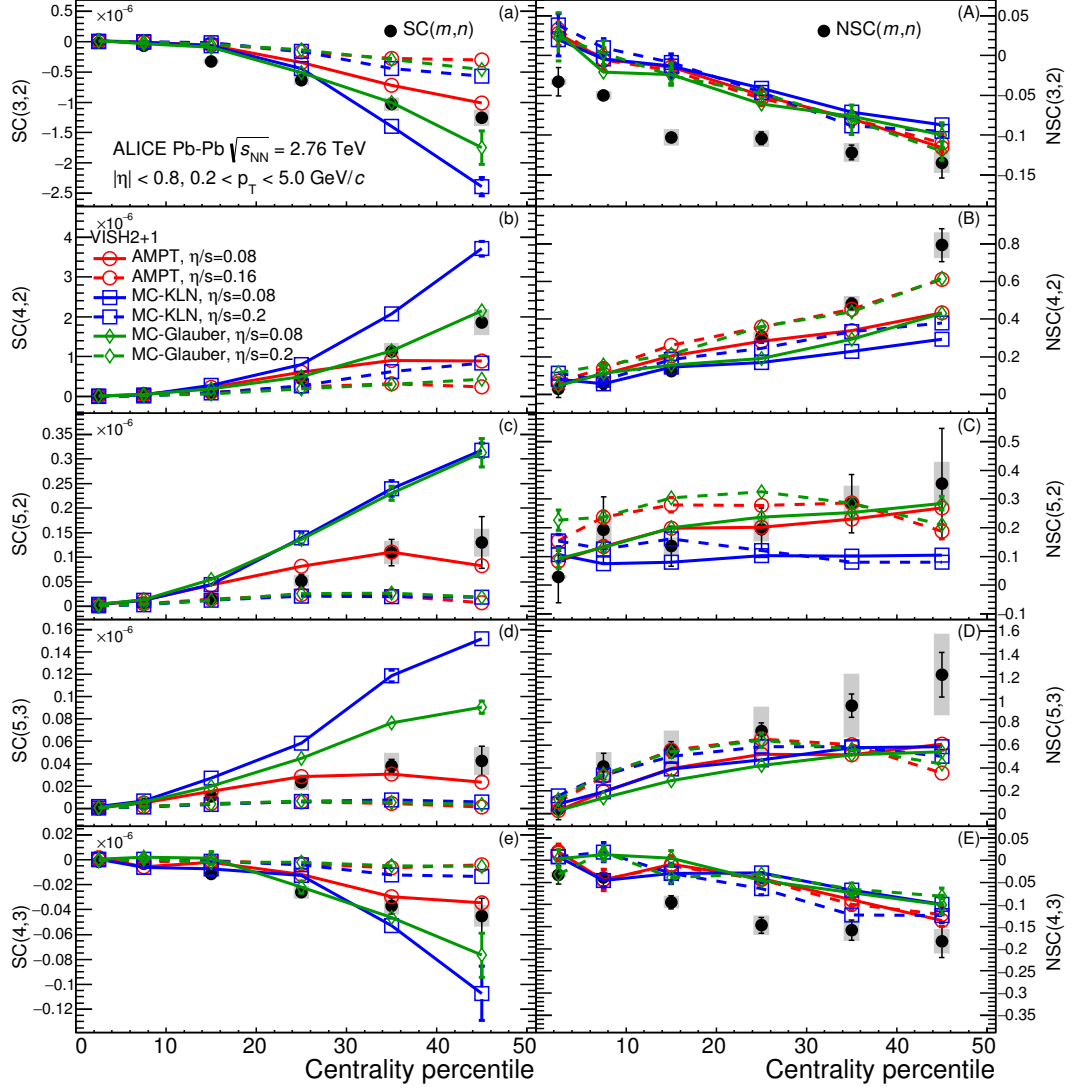 ×10⁻⁶
(a)
SC(m,n)
0
−0.5
−1
−1.5
−2
−2.5
SC(3,2)
ALICE Pb-Pb √s_NN = 2.76 TeV
|η| < 0.8, 0.2 < p_T < 5.0 GeV/c
(A)
NSC(m,n)
0.05
0
−0.05
−0.1
−0.15
NSC(3,2)
×10⁻⁶
(b)
4
3
2
1
0
SC(4,2)
VISH2+1
AMPT, η/s=0.08
AMPT, η/s=0.16
MC-KLN, η/s=0.08
MC-KLN, η/s=0.2
MC-Glauber, η/s=0.08
MC-Glauber, η/s=0.2
(B)
1
0.8
0.6
0.4
0.2
0
NSC(4,2)
×10⁻⁶
(c)
0.35
0.3
0.25
0.2
0.15
0.1
0.05
0
SC(5,2)
(C)
0.5
0.4
0.3
0.2
0.1
0
−0.1
NSC(5,2)
×10⁻⁶
(d)
0.16
0.14
0.12
0.1
0.08
0.06
0.04
0.02
0
SC(5,3)
(D)
1.6
1.4
1.2
1
0.8
0.6
0.4
0.2
0
NSC(5,3)
×10⁻⁶
(e)
0.02
0
−0.02
−0.04
−0.06
−0.08
−0.1
−0.12
SC(4,3)
(E)
0.05
0
−0.05
−0.1
−0.15
−0.2
−0.25
−0.3
−0.35
NSC(4,3)
0 10 20 30 40 50
10 20 30 40 50
Centrality percentile
Centrality percentile